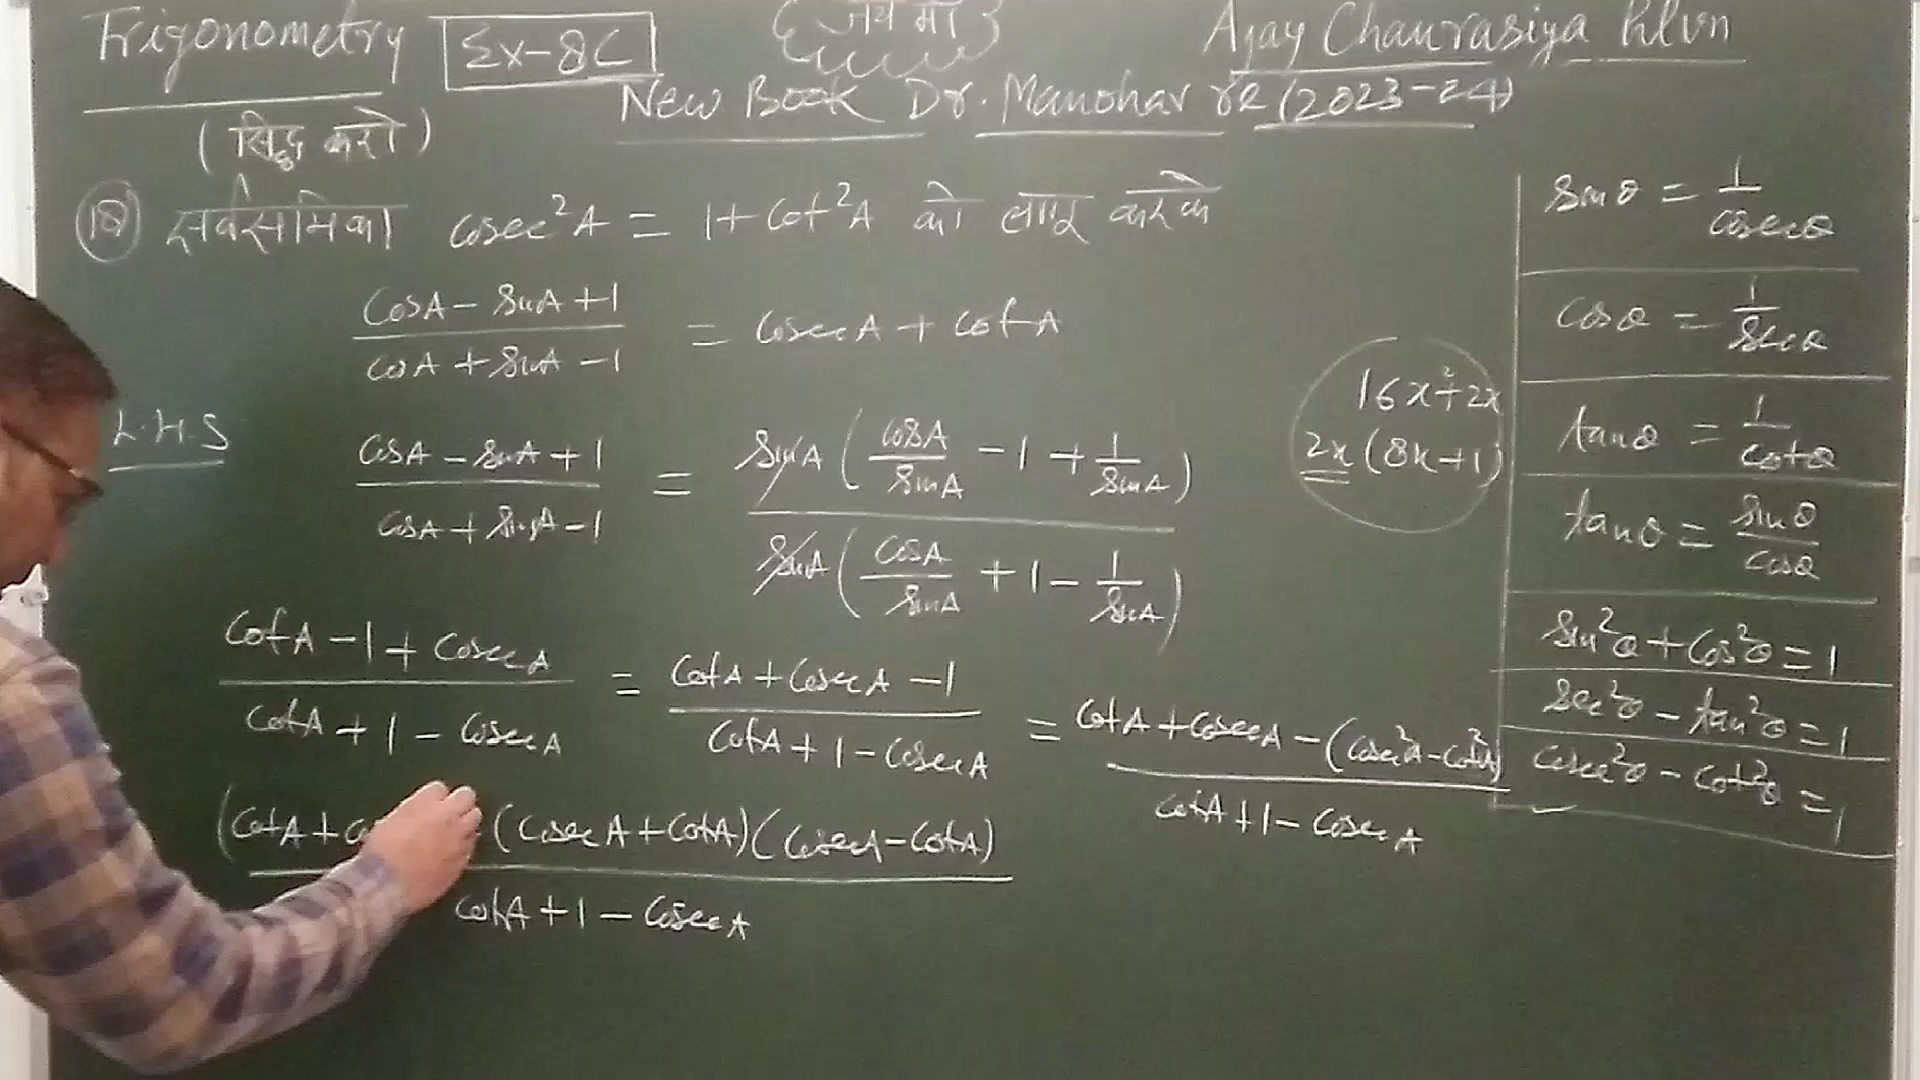 Trigonometry Ex-8C
जय माँ
Ajay Chaurasiya
New Book Dr. Manohar re (2023-24)
(सिद्ध करो)
सर्वसमिका cosec²A = 1 + cot²A को लागू करके
(CosA - SinA + 1)/(cosA + SinA - 1) = CosecA + cotA
L.H.S
(CosA - SinA + 1)/(CosA + SinA - 1) = SinA (CosA/SinA - 1 + 1/SinA)/SinA (CosA/SinA + 1 - 1/SinA)
(CotA - 1 + CosecA)/(CotA + 1 - CosecA) = (CotA + CosecA - 1)/(CotA + 1 - CosecA) = (CotA + CosecA - (Cosec²A - Cot²A))/(CotA + 1 - CosecA)
(CotA + (CosecA + CotA)(CosecA - CotA)
CotA + 1 - CosecA
16x² + 2x
2x (8x + 1)
Sinθ = 1/Cosecθ
Cosθ = 1/Secθ
tanθ = 1/Cotθ
tanθ = Sinθ/Cosθ
Sin²θ + Cos²θ = 1
Sec²θ - tan²θ = 1
Cosec²θ - Cot²θ = 1